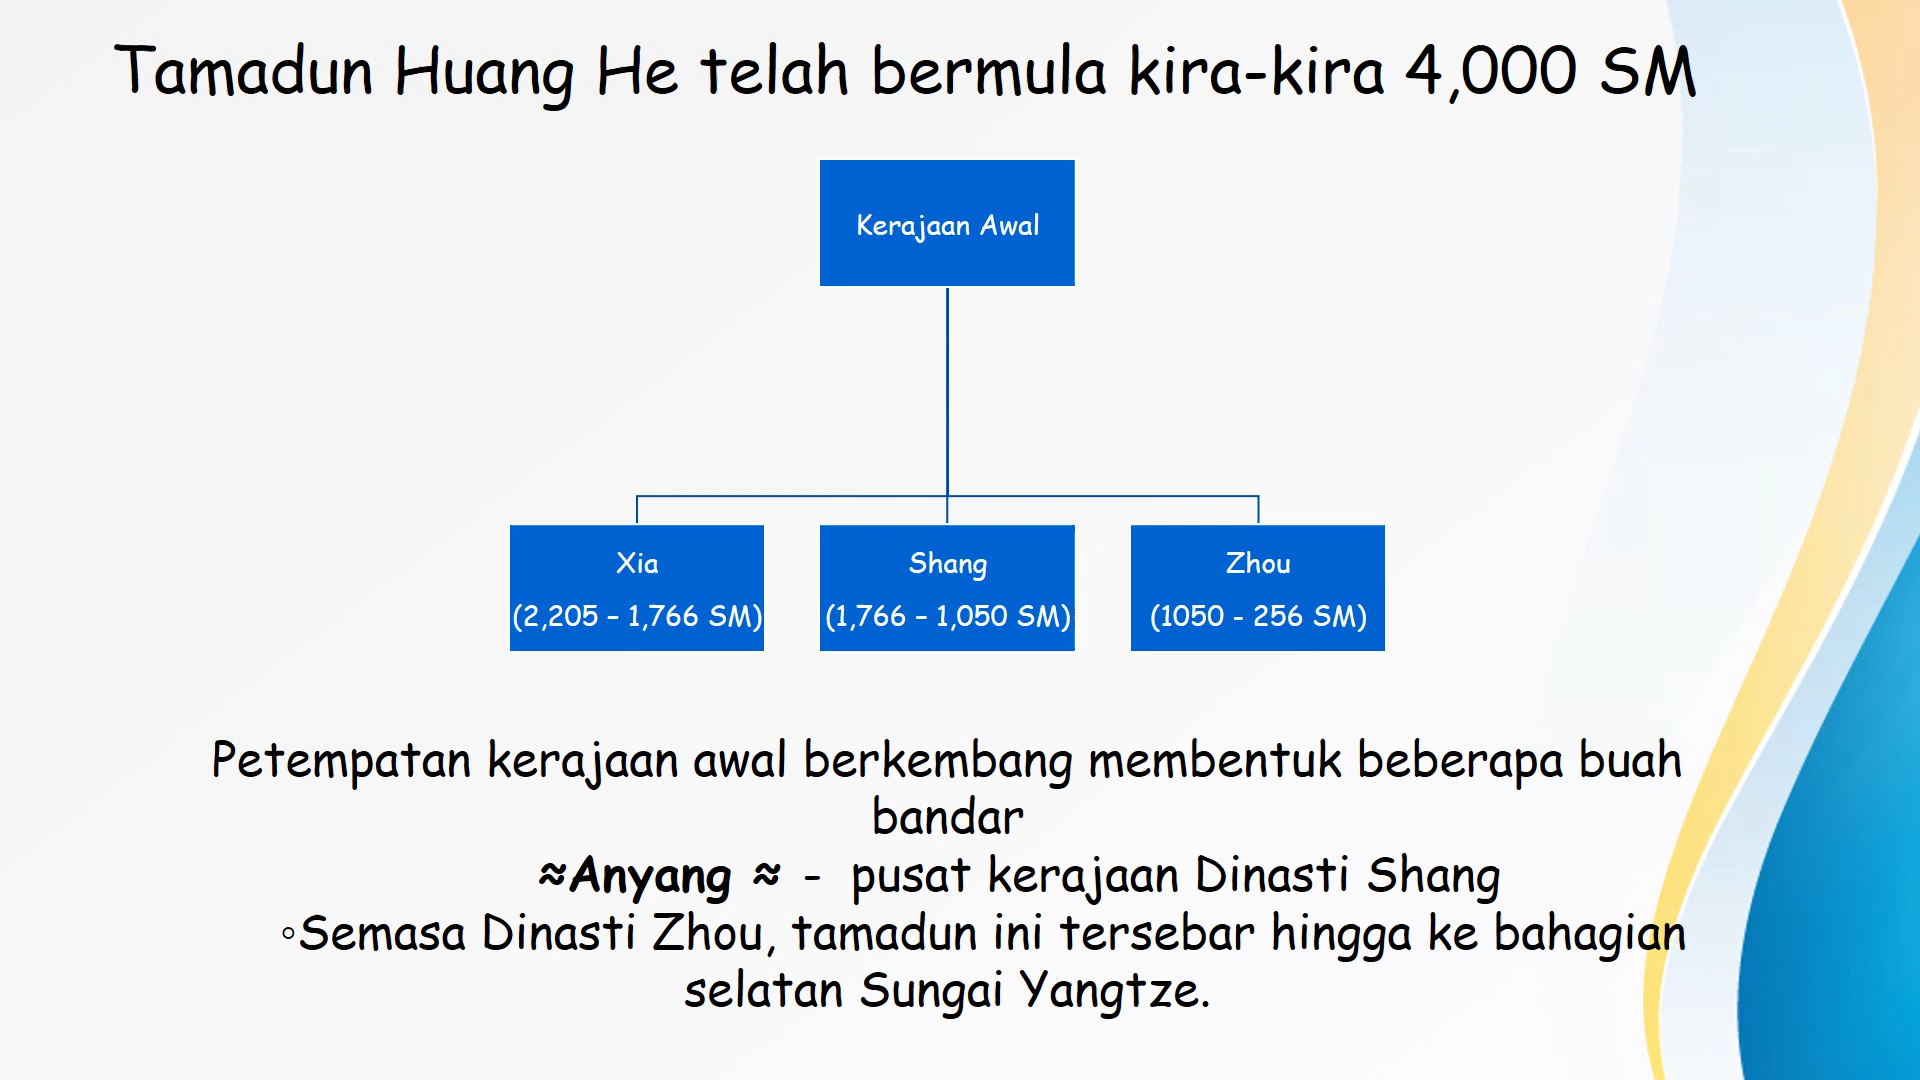 Tamadun Huang He telah bermula kira-kira 4,000 SM
Kerajaan Awal
Xia
(2,205 – 1,766 SM)
Shang
(1,766 – 1,050 SM)
Zhou
(1050 - 256 SM)
Petempatan kerajaan awal berkembang membentuk beberapa buah
bandar
≈Anyang ≈ - pusat kerajaan Dinasti Shang
◦Semasa Dinasti Zhou, tamadun ini tersebar hingga ke bahagian
selatan Sungai Yangtze.